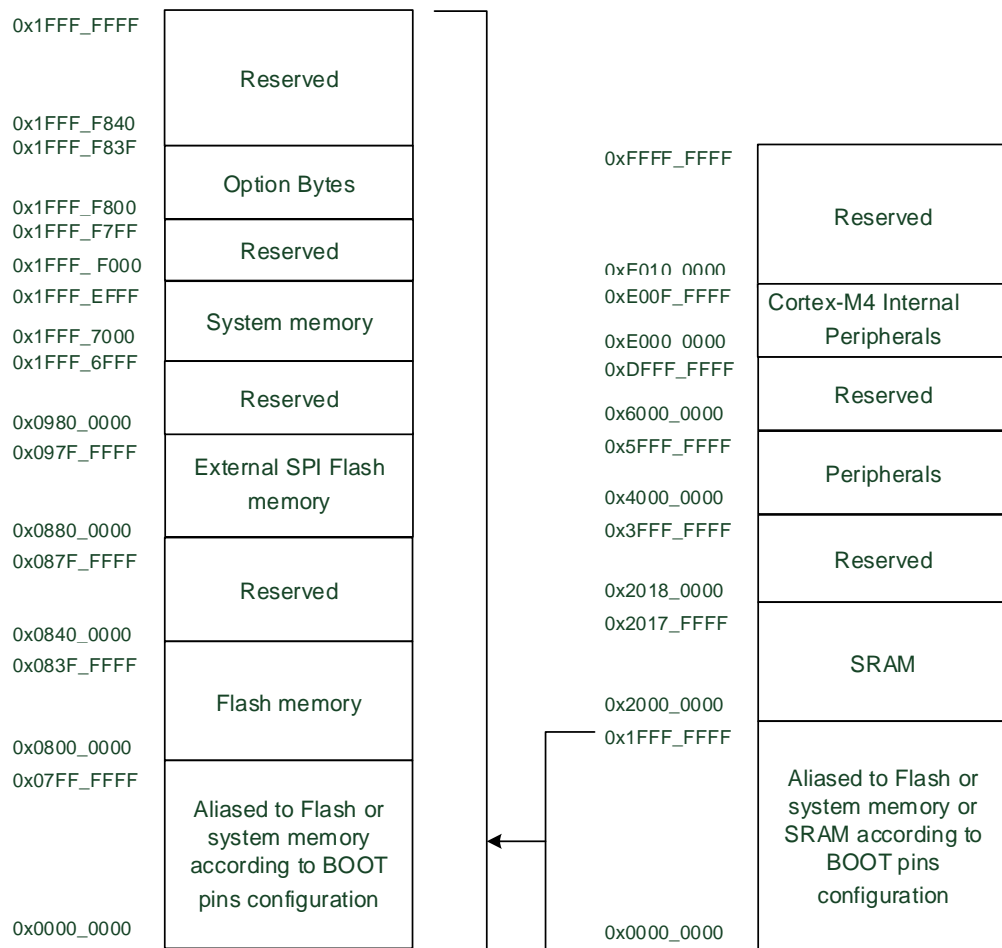 0x1FFF_FFFF
Reserved
0x1FFF_F840
0x1FFF_F83F
Option Bytes
0x1FFF_F800
0x1FFF_F7FF
Reserved
0x1FFF_ F000
0x1FFF_EFFF
System memory
0x1FFF_7000
0x1FFF_6FFF
Reserved
0x0980_0000
0x097F_FFFF
External SPI Flash
memory
0x0880_0000
0x087F_FFFF
Reserved
0x0840_0000
0x083F_FFFF
Flash memory
0x0800_0000
0x07FF_FFFF
Aliased to Flash or
system memory
according to BOOT
pins configuration
0x0000_0000
0xFFFF_FFFF
Reserved
0xE010_0000
0xE00F_FFFF
Cortex-M4 Internal
Peripherals
0xE000_0000
0xDFFF_FFFF
Reserved
0x6000_0000
0x5FFF_FFFF
Peripherals
0x4000_0000
0x3FFF_FFFF
Reserved
0x2018_0000
0x2017_FFFF
SRAM
0x2000_0000
0x1FFF_FFFF
Aliased to Flash or
system memory or
SRAM according to
BOOT pins
configuration
0x0000_0000